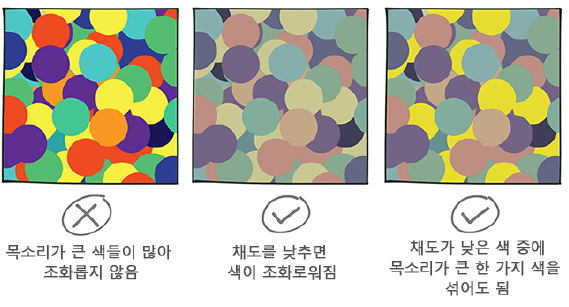 목소리가 큰 색들이 많아
조화롭지 않음
채도를 낮추면
색이 조화로워짐
채도가 낮은 색 중에
목소리가 큰 한 가지 색을
섞어도 됨